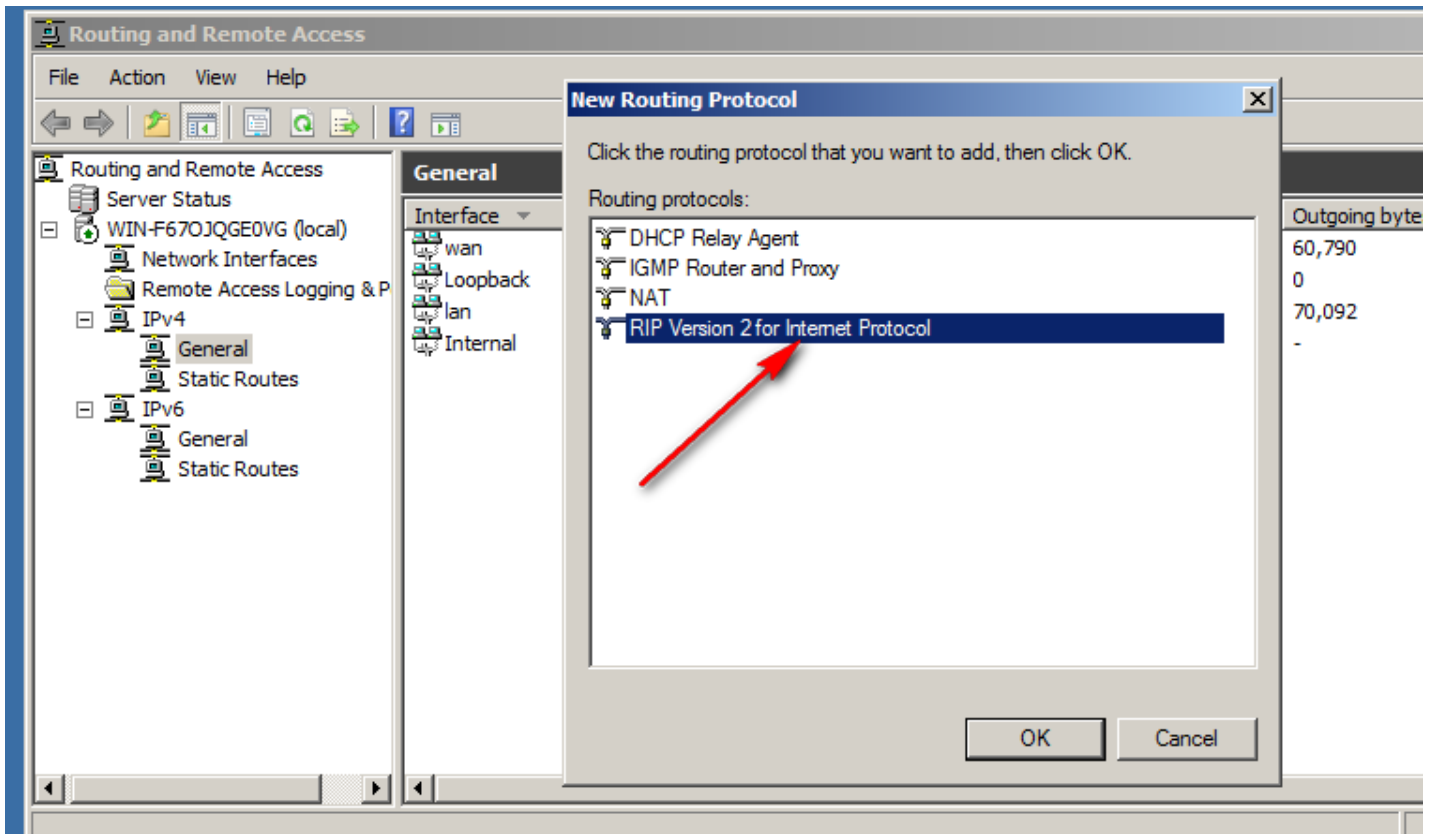 Routing and Remote Access
File Action View Help
Routing and Remote Access
Server Status
WIN-F67OJQGE0VG (local)
Network Interfaces
Remote Access Logging & P
IPv4
General
Static Routes
IPv6
General
Static Routes
General
Interface
Outgoing byte
wan
60,790
Loopback
0
lan
70,092
Internal
-
New Routing Protocol
Click the routing protocol that you want to add, then click OK.
Routing protocols:
DHCP Relay Agent
IGMP Router and Proxy
NAT
RIP Version 2 for Internet Protocol
OK
Cancel